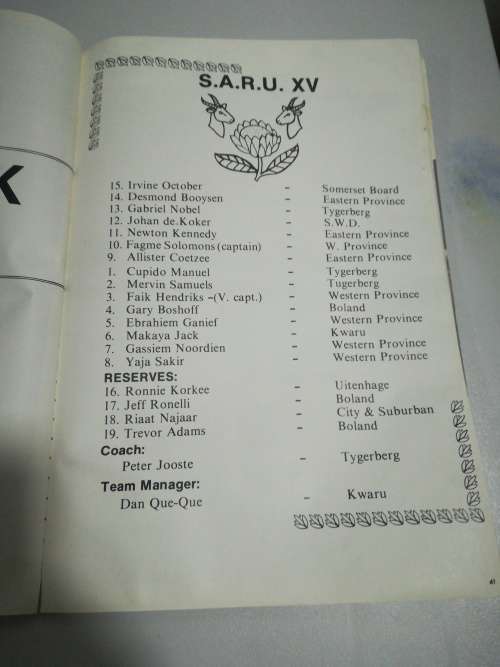 K
S.A.R.U. XV
15. Irvine October - Somerset Board
14. Desmond Booysen - Eastern Province
13. Gabriel Nobel - Tygerberg
12. Johan de.Koker - S.W.D.
11. Newton Kennedy - Eastern Province
10. Fagme Solomons (captain) - W. Province
9. Allister Coetzee - Eastern Province
1. Cupido Manuel - Tygerberg
2. Mervin Samuels - Tugerberg
3. Faik Hendriks -(V. capt.) - Western Province
4. Gary Boshoff - Boland
5. Ebrahiem Ganief - Western Province
6. Makaya Jack - Kwaru
7. Gassiem Noordien - Western Province
8. Yaja Sakir - Western Province
RESERVES:
16. Ronnie Korkee - Uitenhage
17. Jeff Ronelli - Boland
18. Riaat Najaar - City & Suburban
19. Trevor Adams - Boland
Coach:
Peter Jooste - Tygerberg
Team Manager:
Dan Que-Que - Kwaru